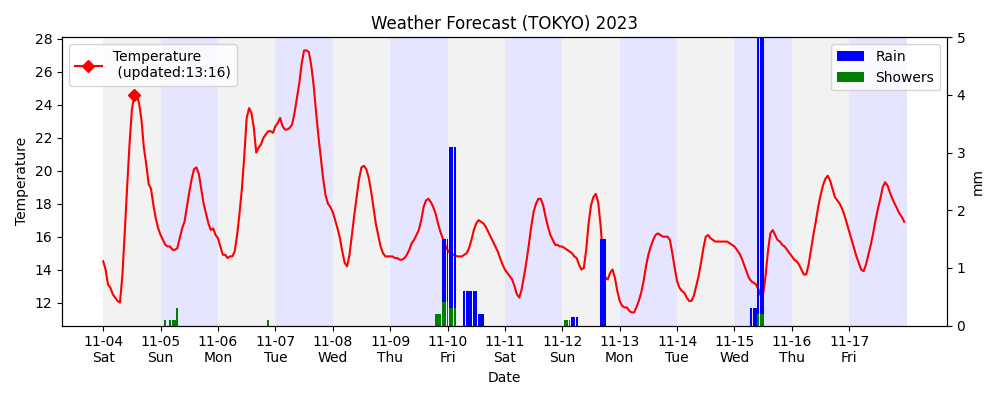 Weather Forecast (TOKYO) 2023
Temperature
(updated:13:16)
Rain
Showers
28
26
24
22
20
18
16
14
12
Temperature
5
4
3
2
1
0
mm
11-04 11-05 11-06 11-07 11-08 11-09 11-10 11-11 11-12 11-13 11-14 11-15 11-16 11-17
Sat Sun Mon Tue Wed Thu Fri Sat Sun Mon Tue Wed Thu Fri
Date